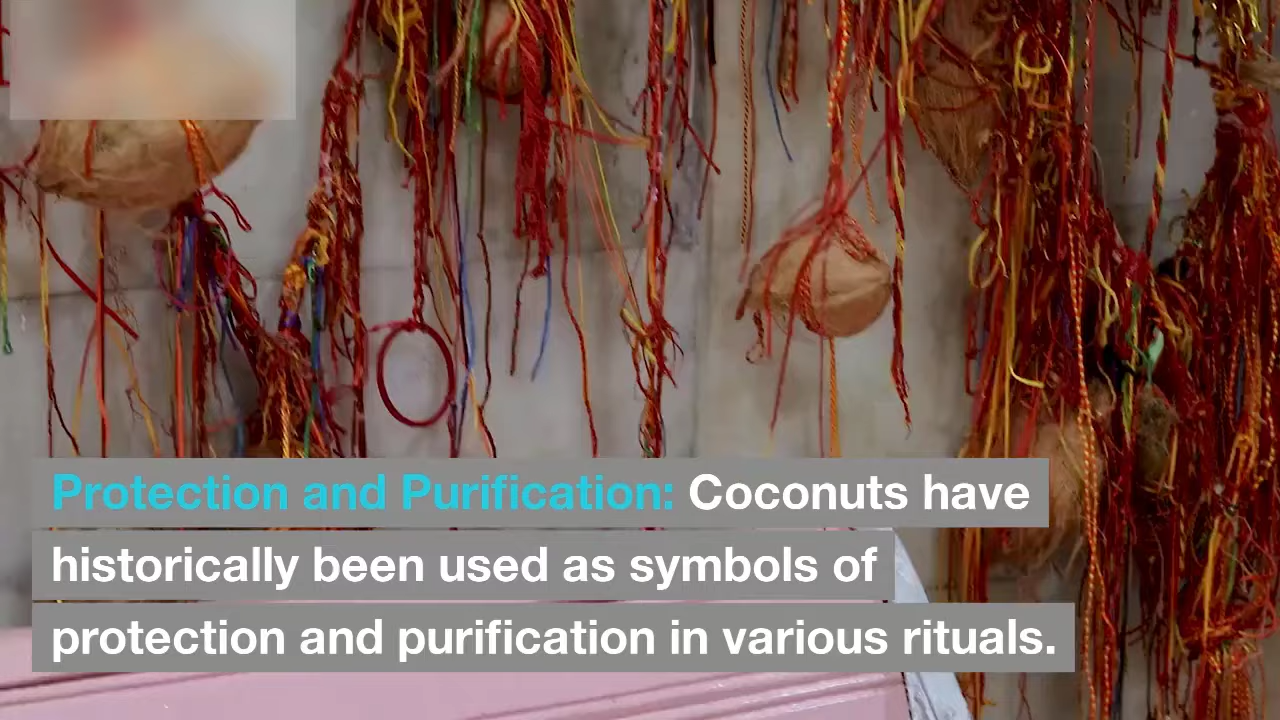 Protection and Purification: Coconuts have
historically been used as symbols of
protection and purification in various rituals.